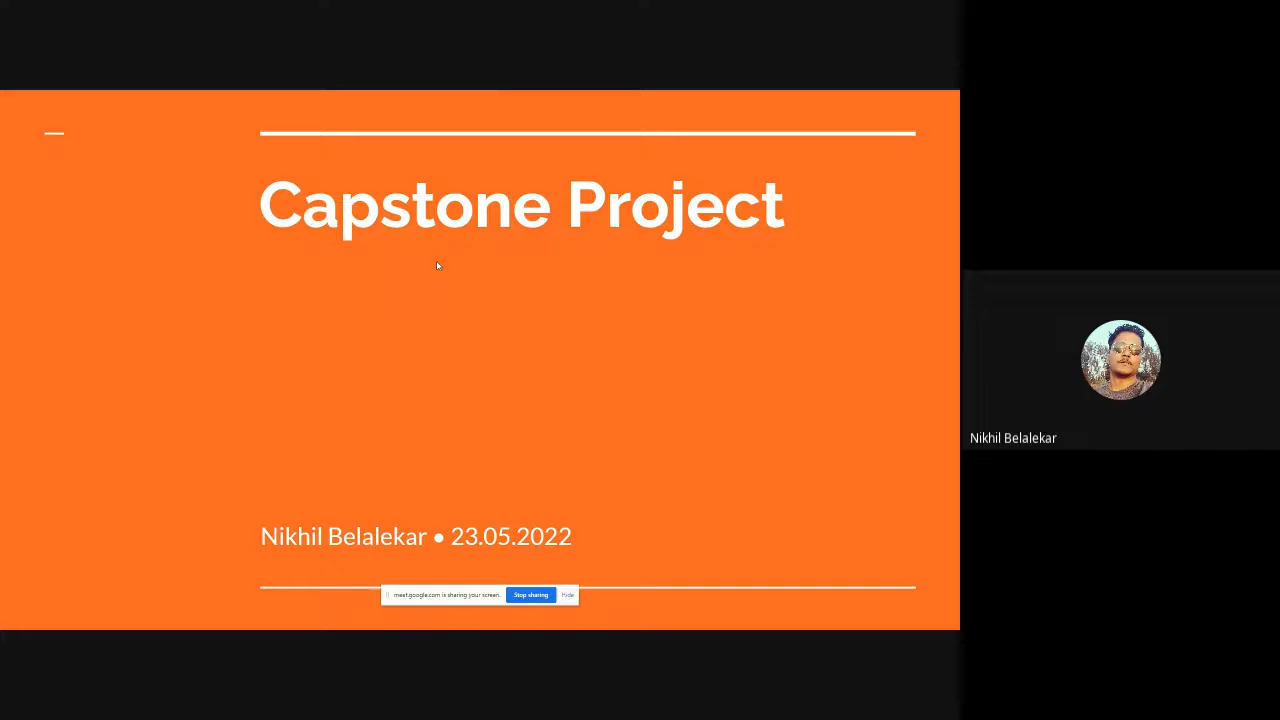 Capstone Project
Nikhil Belalekar • 23.05.2022
meet.google.com is sharing your screen. Stop sharing Hide
Nikhil Belalekar